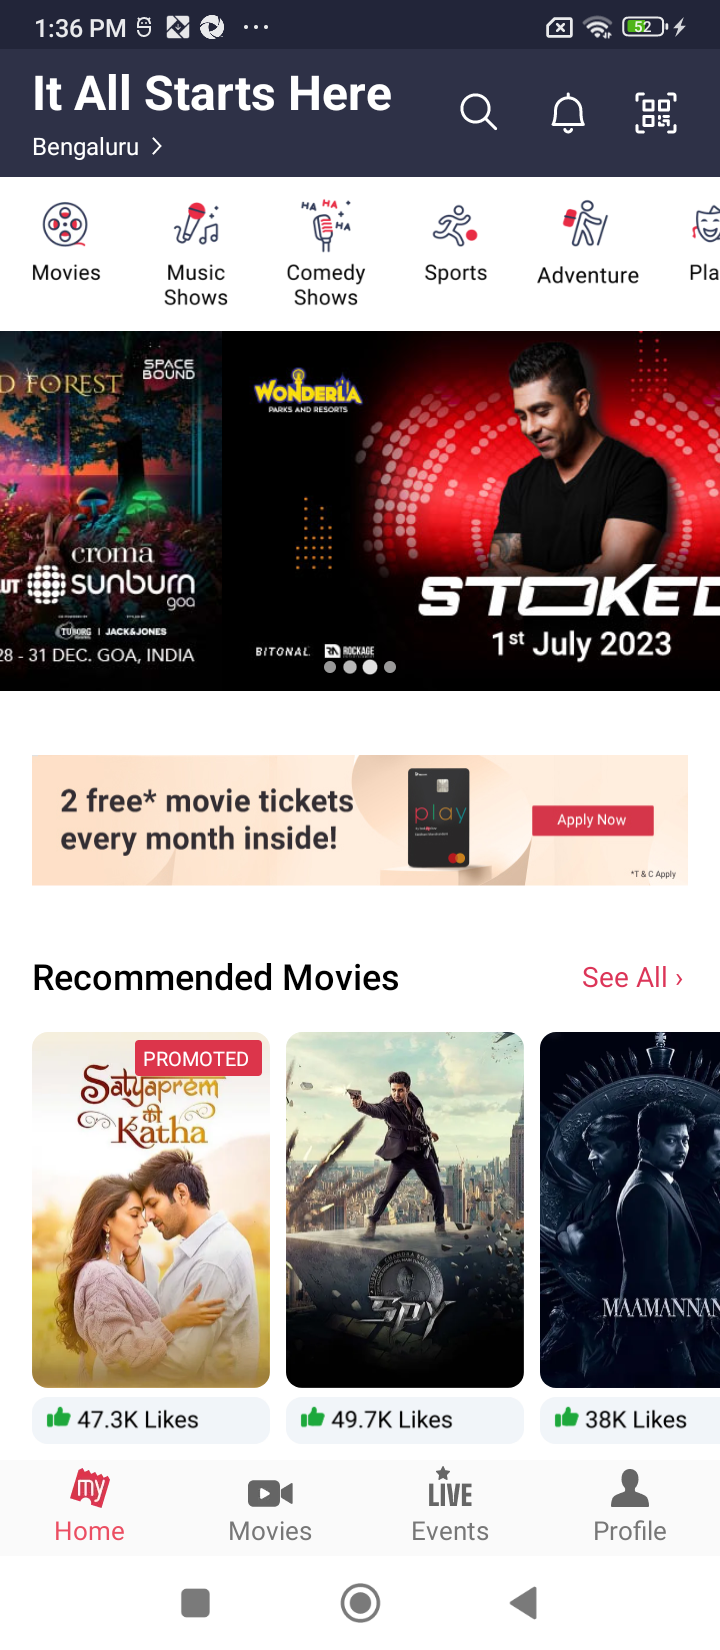 1:36 PM
52
It All Starts Here
Bengaluru
Movies
Music
Shows
HA HA HA
Comedy
Shows
Sports
Adventure
Pla
D FOREST
SPACE
BOUND
croma
sunburn
goa
TUBORG | JACK&JONES
28 - 31 DEC. GOA, INDIA
WONDERLA
PARKS AND RESORTS
BITONAL
STOKED
1st July 2023
2 free* movie tickets
every month inside!
play
Apply Now
*T & C Apply
Recommended Movies
See All ›
PROMOTED
Satyaprem
की
Katha
47.3K Likes
SPY
49.7K Likes
MAAMANNAN
38K Likes
my
Home
Movies
LIVE
Events
Profile